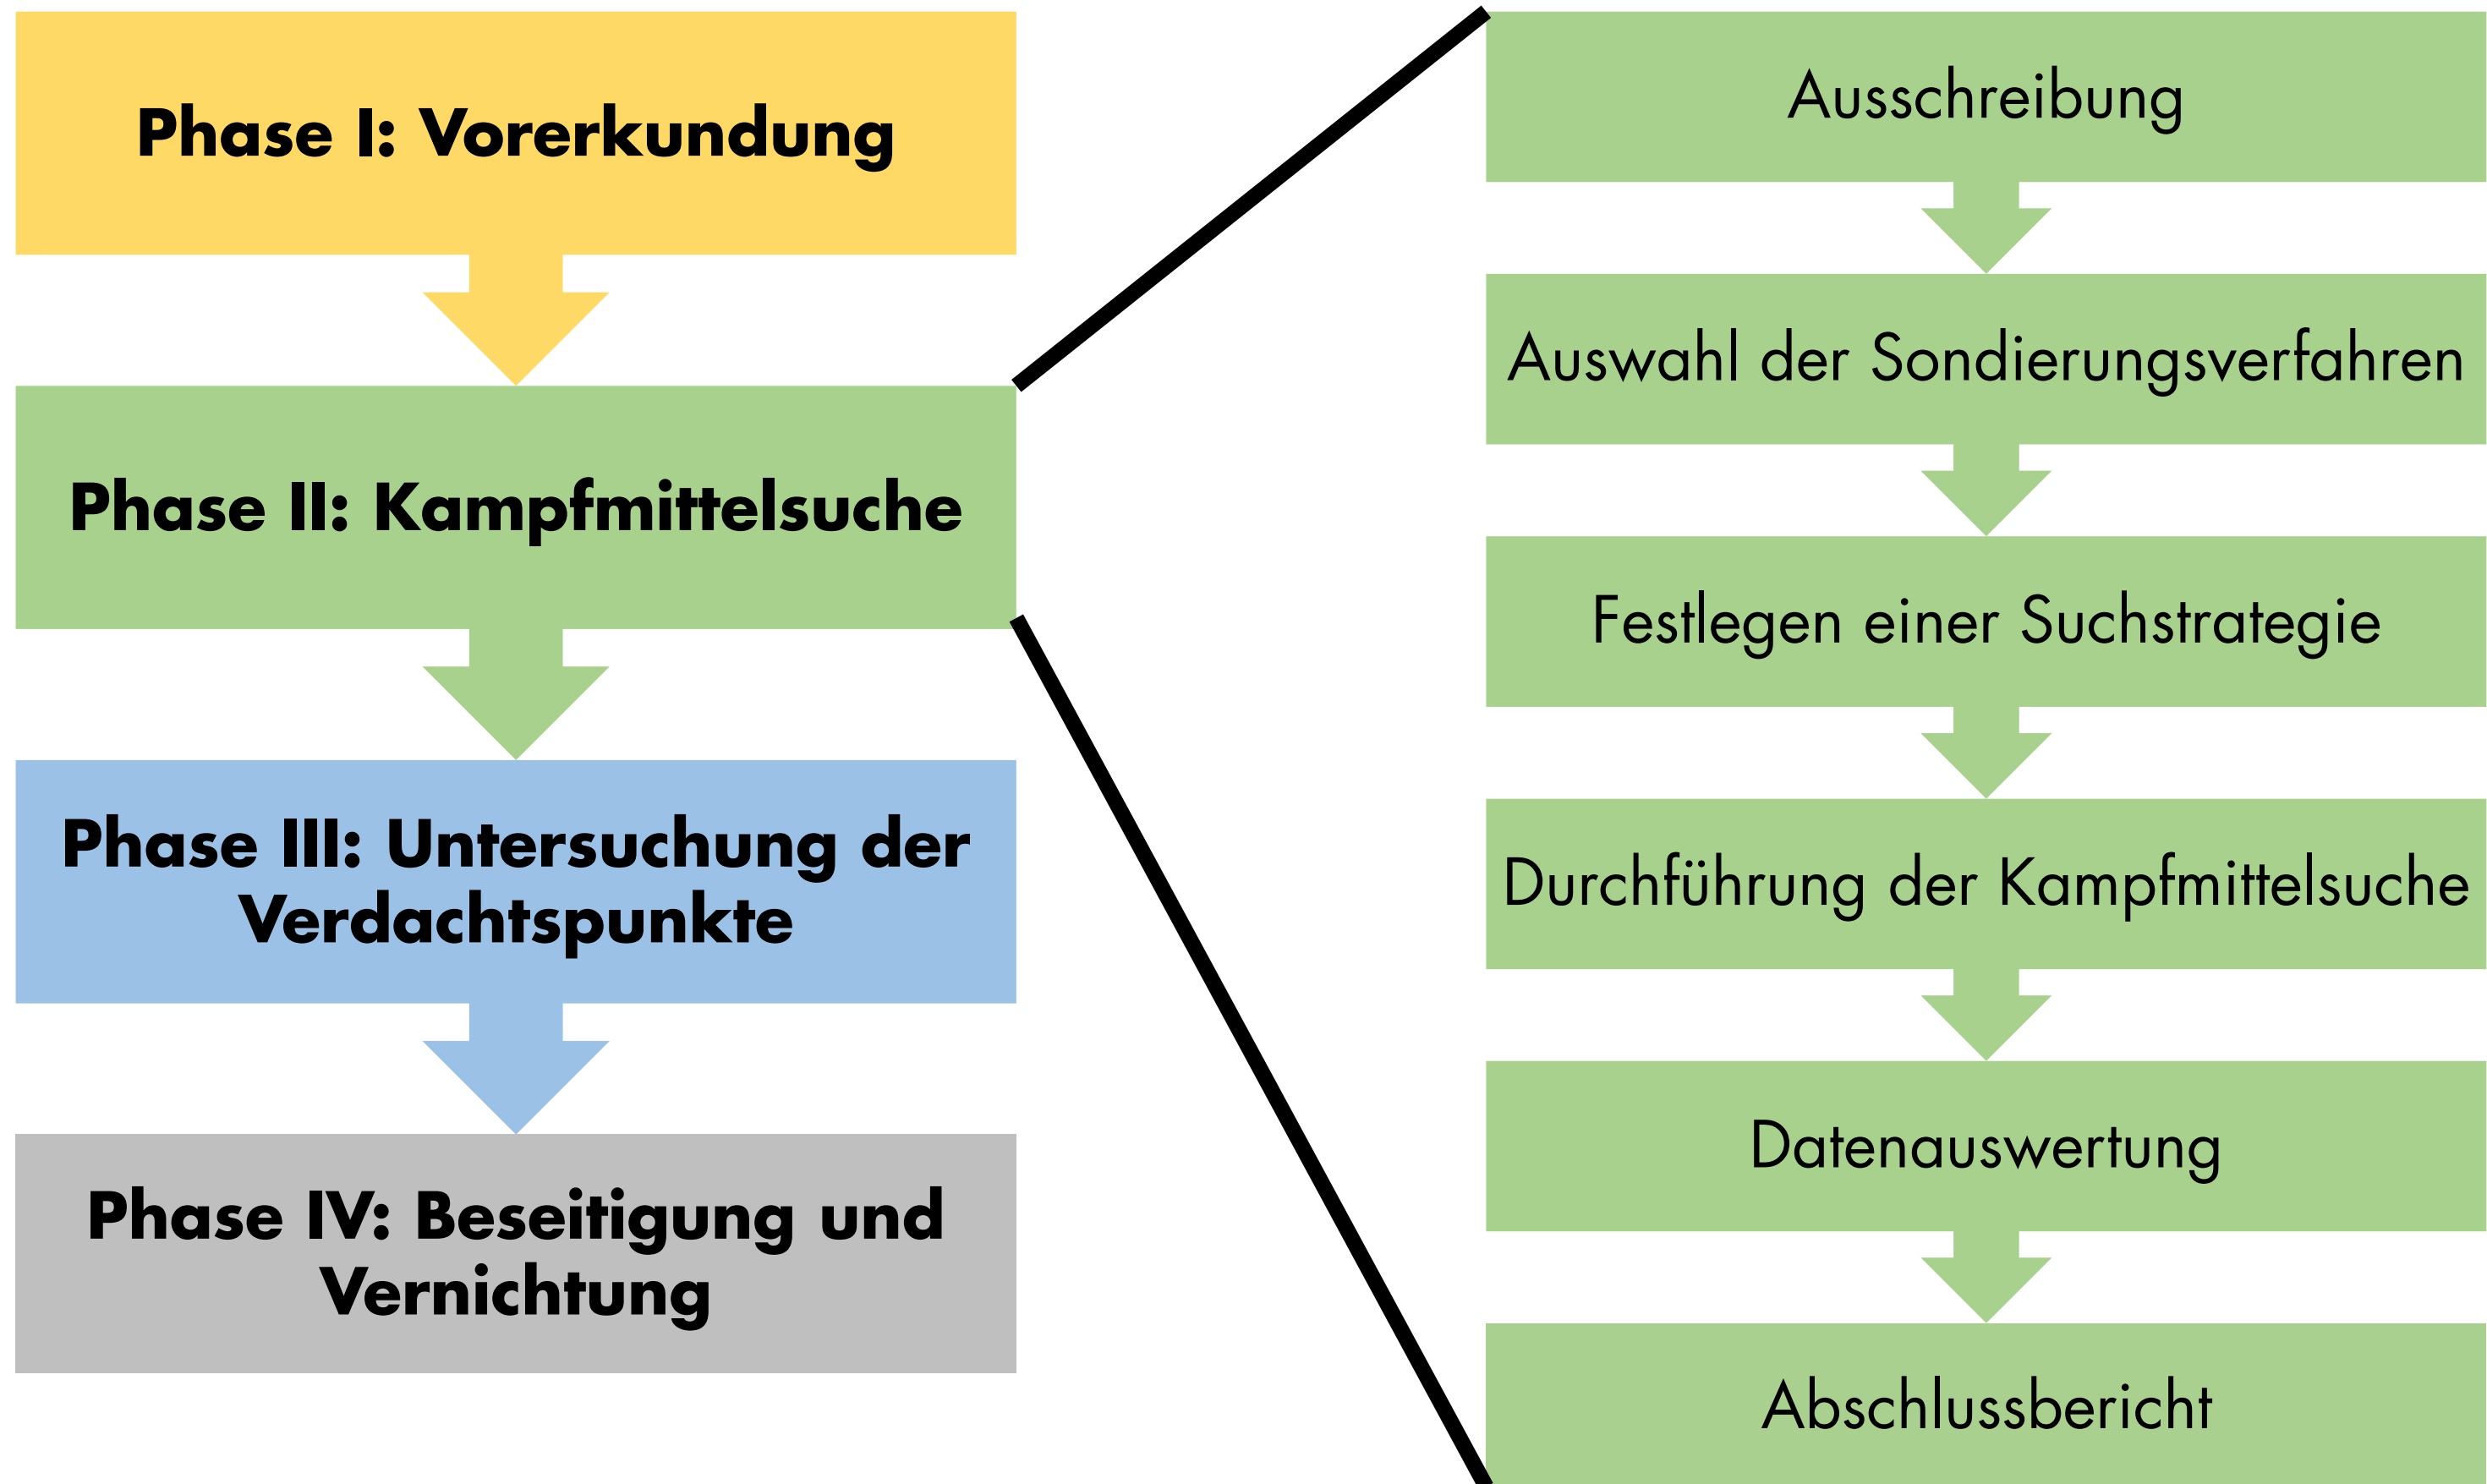 Phase I: Vorerkundung
Phase II: Kampfmittelsuche
Phase III: Untersuchung der
Verdachtspunkte
Phase IV: Beseitigung und
Vernichtung
Ausschreibung
Auswahl der Sondierungsverfahren
Festlegen einer Suchstrategie
Durchführung der Kampfmittelsuche
Datenauswertung
Abschlussbericht